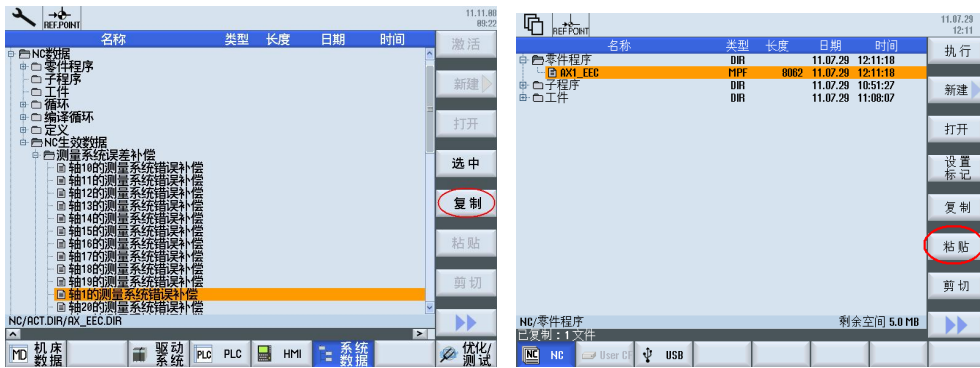 REF.POINT
11.11.00
09:22
名称 类型 长度 日期 时间
NC数据
零件程序
子程序
工件
循环
编译循环
定义
NC生效数据
测量系统误差补偿
轴10的测量系统错误补偿
轴11的测量系统错误补偿
轴12的测量系统错误补偿
轴13的测量系统错误补偿
轴14的测量系统错误补偿
轴15的测量系统错误补偿
轴16的测量系统错误补偿
轴17的测量系统错误补偿
轴18的测量系统错误补偿
轴19的测量系统错误补偿
轴1的测量系统错误补偿
轴20的测量系统错误补偿
NC/ACT.DIR/AX_EEC.DIR
激活
新建
打开
选中
复制
粘贴
剪切
MD 机床
数据
驱动
系统
PLC PLC
HMI
系统
数据
优化/
测试
REF.POINT
11.07.29
12:11
名称 类型 长度 日期 时间
零件程序 DIR 11.07.29 12:11:18
AX1_EEC MPF 8062 11.07.29 12:11:18
子程序 DIR 11.07.29 10:51:27
工件 DIR 11.07.29 11:08:07
NC/零件程序 剩余空间 5.0 MB
已复制：1文件
执行
新建
打开
设置
标记
复制
粘贴
剪切
NC NC
User CF
USB